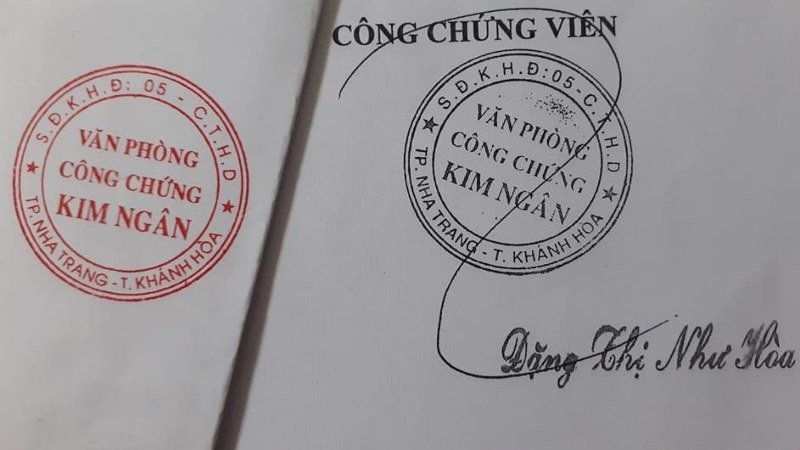 S.Đ.K.H.Đ: 05 - C.T.H.D
VĂN PHÒNG
CÔNG CHỨNG
KIM NGÂN
TP. NHA TRANG - T. KHÁNH HÒA
CÔNG CHỨNG VIÊN
S.Đ.K.H.Đ: 05 - C.T.H.D
VĂN PHÒNG
CÔNG CHỨNG
KIM NGÂN
TP. NHA TRANG - T. KHÁNH HÒA
Đặng Thị Như Hòa